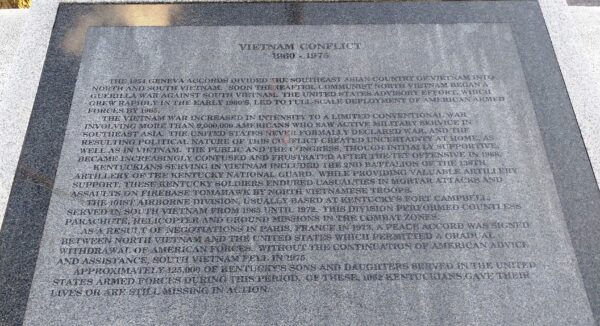 VIETNAM CONFLICT
1960 - 1975
THE 1954 GENEVA ACCORDS DIVIDED THE SOUTHEAST ASIAN COUNTRY OF VIETNAM INTO
NORTH AND SOUTH VIETNAM. SOON THEREAFTER, COMMUNIST NORTH VIETNAM BEGAN A
GUERILLA WAR AGAINST SOUTH VIETNAM. THE UNITED STATES ADVISORY EFFORT, WHICH
GREW RAPIDLY IN THE EARLY 1960'S, LED TO FULL-SCALE DEPLOYMENT OF AMERICAN ARMED
FORCES BY 1965.
THE VIETNAM WAR INCREASED IN INTENSITY TO A LIMITED CONVENTIONAL WAR
INVOLVING MORE THAN AMERICANS WHO SAW ACTIVE MILITARY SERVICE IN
SOUTHEAST ASIA. THE UNITED STATES NEVER FORMALLY DECLARED WAR, AND THE
RESULTING POLITICAL NATURE OF THIS CONFLICT CREATED UNCERTAINTY AT HOME, AS
WELL AS IN VIETNAM. THE PUBLIC AND THE CONGRESS, THOUGH INITIALLY SUPPORTIVE,
BECAME INCREASINGLY CONFUSED AND FRUSTRATED AFTER THE TET OFFENSIVE IN 1968.
KENTUCKIANS SERVING IN VIETNAM INCLUDED THE 2ND BATTALION OF THE 138TH
ARTILLERY OF THE KENTUCKY NATIONAL GUARD. WHILE PROVIDING VALUABLE ARTILLERY
SUPPORT, THESE KENTUCKY SOLDIERS ENDURED CASUALTIES IN MORTAR ATTACKS AND
ASSAULTS ON FIREBASE TOMAHAWK BY NORTH VIETNAMESE TROOPS.
THE 101ST AIRBORNE DIVISION, USUALLY BASED AT KENTUCKY'S FORT CAMPBELL,
SERVED IN SOUTH VIETNAM FROM 1965 UNTIL 1972. THIS DIVISION PERFORMED COUNTLESS
PARACHUTE, HELICOPTER AND GROUND MISSIONS IN THE COMBAT ZONES.
AS A RESULT OF NEGOTIATIONS IN PARIS, FRANCE IN 1973, A PEACE ACCORD WAS SIGNED
BETWEEN NORTH VIETNAM AND THE UNITED STATES WHICH PERMITTED A GRADUAL
WITHDRAWAL OF AMERICAN FORCES. WITHOUT THE CONTINUATION OF AMERICAN ADVICE
AND ASSISTANCE, SOUTH VIETNAM FELL IN 1975.
APPROXIMATELY 125,000 OF KENTUCKY'S SONS AND DAUGHTERS SERVED IN THE UNITED
STATES ARMED FORCES DURING THIS PERIOD. OF THESE, KENTUCKIANS GAVE THEIR
LIVES OR ARE STILL MISSING IN ACTION.